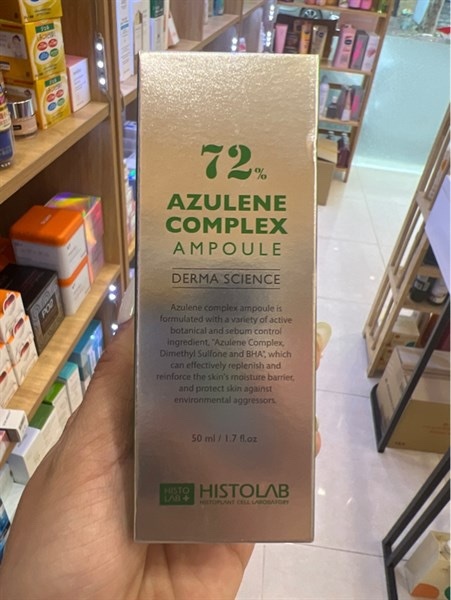 72%
AZULENE
COMPLEX
AMPOULE
DERMA SCIENCE
Azulene complex ampoule is
formulated with a variety of active
botanical and sebum control
ingredient, "Azulene Complex,
Dimethyl Sulfone and BHA", which
can effectively replenish and
reinforce the skin's moisture barrier,
and protect skin against
environmental aggressors.
50 ml / 1.7 fl.oz
HISTO
LAB+
HISTOLAB
HISTOPLANT CELL LABORATORY